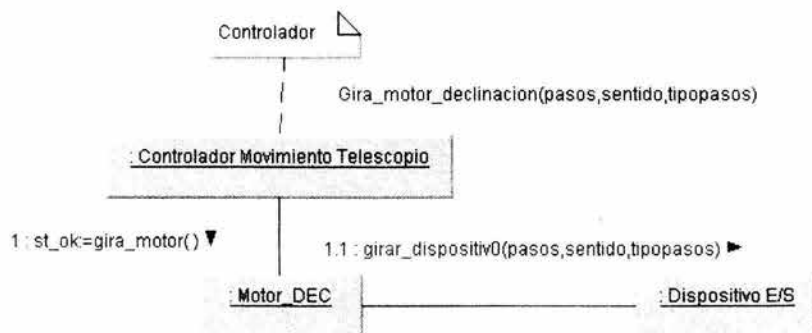 Controlador
Gira_motor_declinacion(pasos,sentido,tipopasos)
: Controlador Movimiento Telescopio
1 : st_ok:=gira_motor()
1.1 : girar_dispositiv0(pasos,sentido,tipopasos)
: Motor_DEC
: Dispositivo E/S